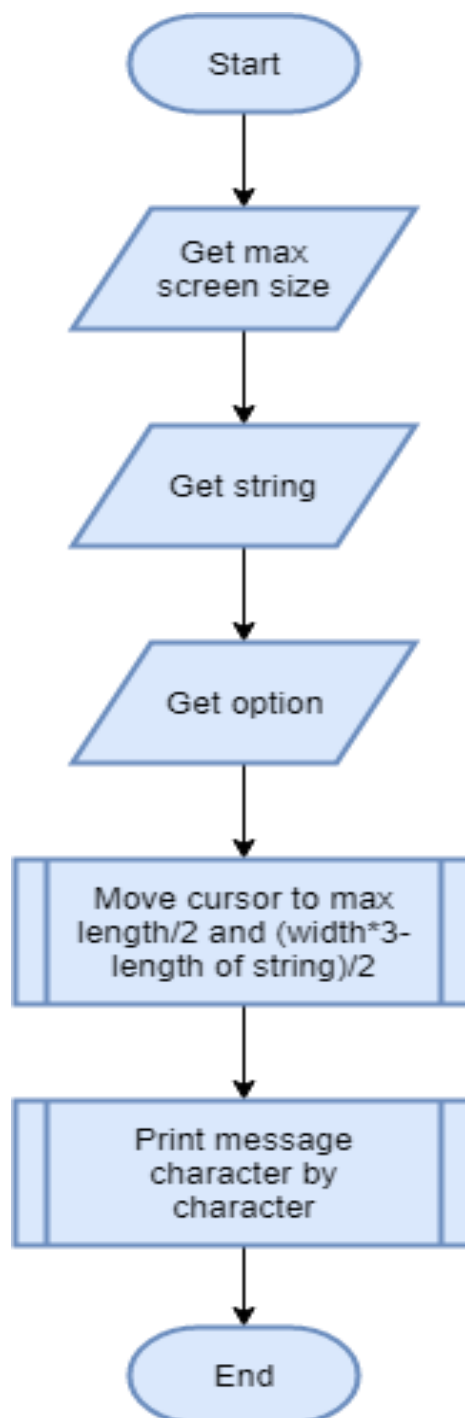 Start
Get max
screen size
Get string
Get option
Move cursor to max
length/2 and (width*3-
length of string)/2
Print message
character by
character
End